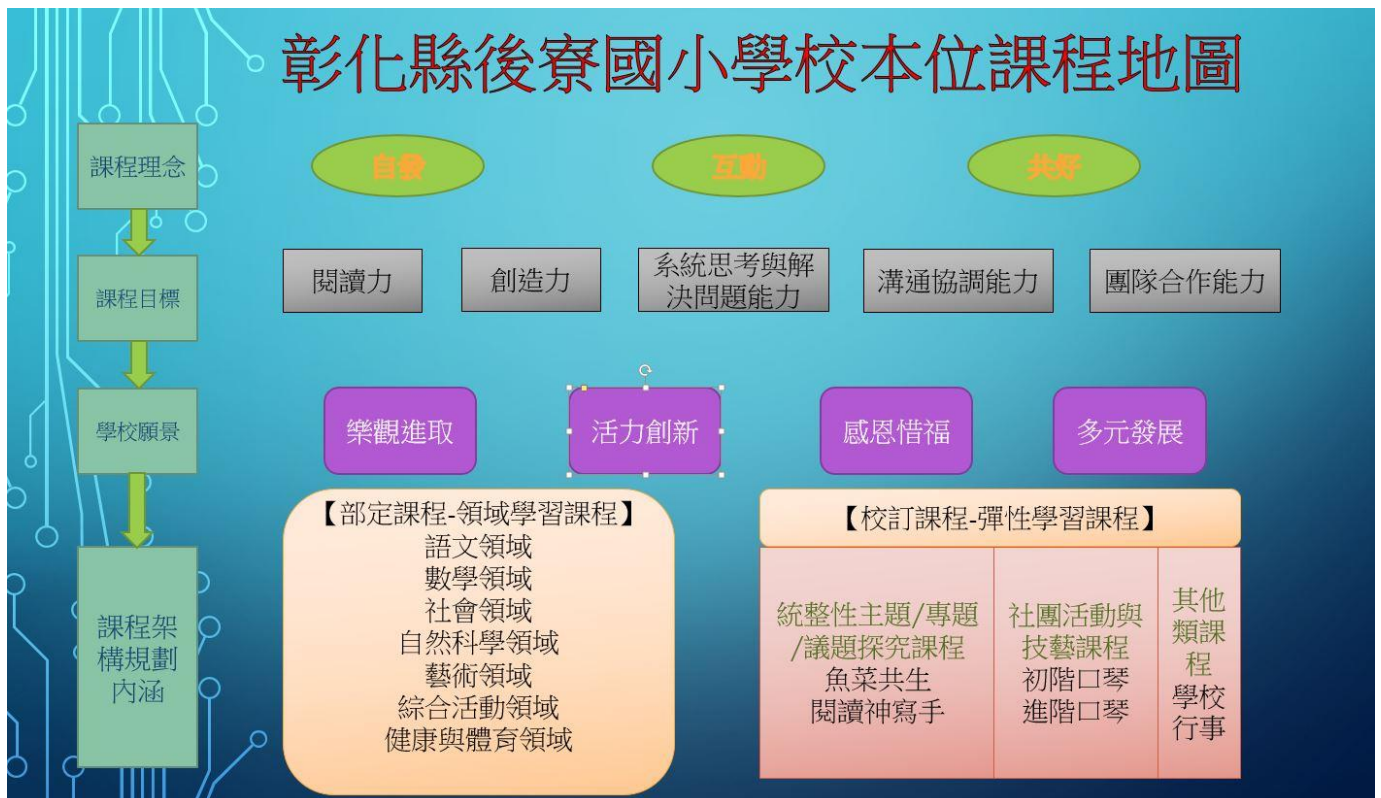 彰化縣後寮國小學校本位課程地圖
課程理念
自發
互動
共好
課程目標
閱讀力
創造力
系統思考與解
決問題能力
溝通協調能力
團隊合作能力
學校願景
樂觀進取
活力創新
感恩惜福
多元發展
課程架
構規劃
內涵
【部定課程-領域學習課程】
語文領域
數學領域
社會領域
自然科學領域
藝術領域
綜合活動領域
健康與體育領域
【校訂課程-彈性學習課程】
統整性主題/專題
/議題探究課程
魚菜共生
閱讀神寫手
社團活動與
技藝課程
初階口琴
進階口琴
其他
類課
程
學校
行事